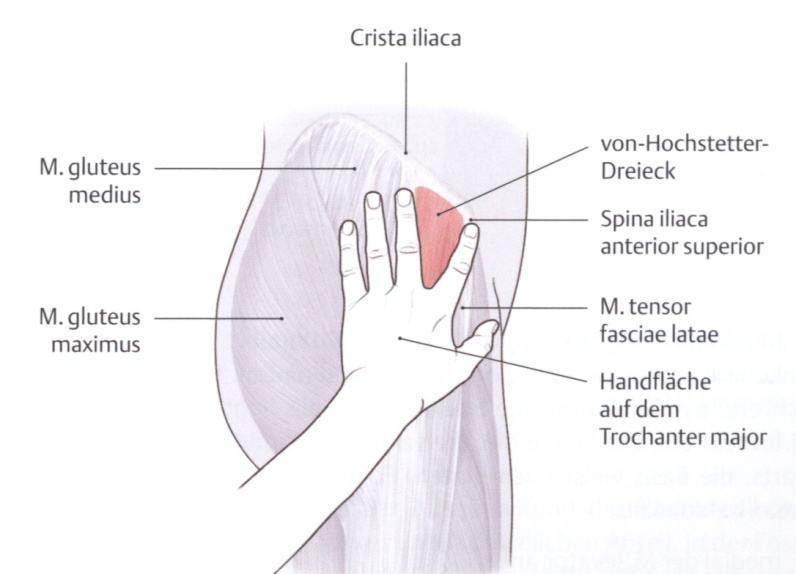 Crista iliaca
M. gluteus
medius
M. gluteus
maximus
von-Hochstetter-
Dreieck
Spina iliaca
anterior superior
M. tensor
fasciae latae
Handfläche
auf dem
Trochanter major